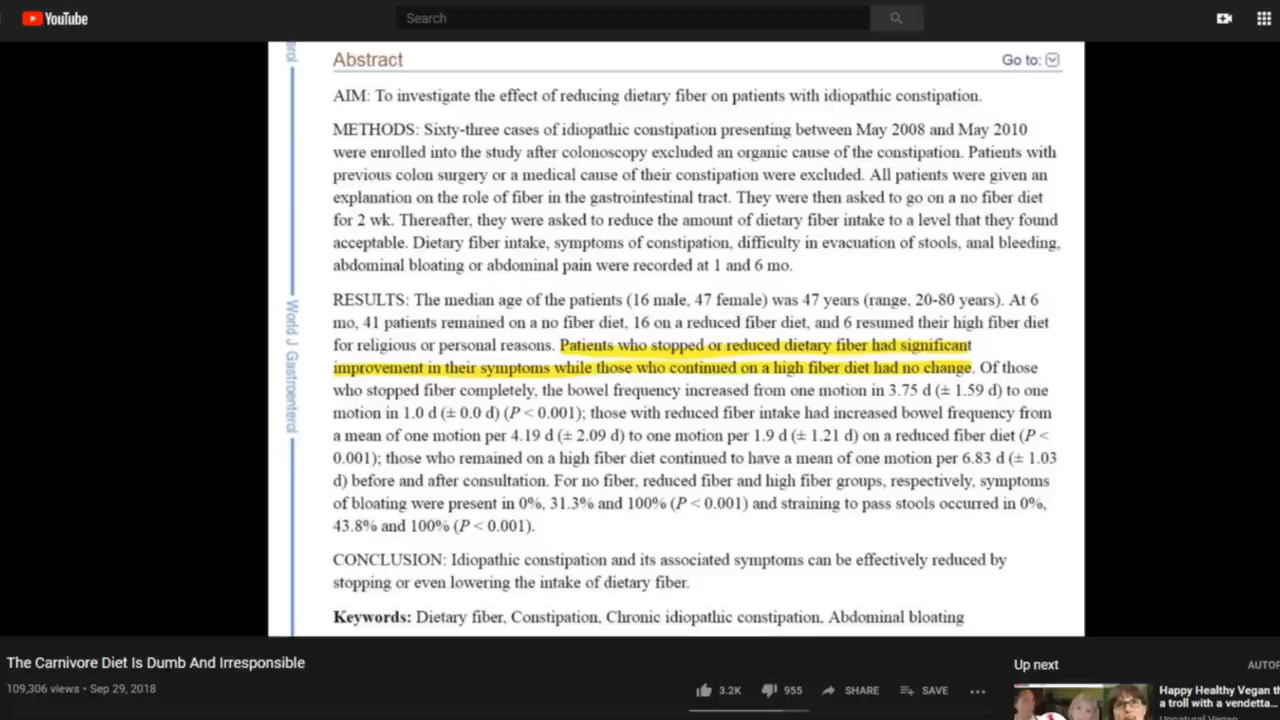 YouTube
Search
Abstract
Go to:
AIM: To investigate the effect of reducing dietary fiber on patients with idiopathic constipation.
METHODS: Sixty-three cases of idiopathic constipation presenting between May 2008 and May 2010
were enrolled into the study after colonoscopy excluded an organic cause of the constipation. Patients with
previous colon surgery or a medical cause of their constipation were excluded. All patients were given an
explanation on the role of fiber in the gastrointestinal tract. They were then asked to go on a no fiber diet
for 2 wk. Thereafter, they were asked to reduce the amount of dietary fiber intake to a level that they found
acceptable. Dietary fiber intake, symptoms of constipation, difficulty in evacuation of stools, anal bleeding,
abdominal bloating or abdominal pain were recorded at 1 and 6 mo.
World J Gastroenterol
RESULTS: The median age of the patients (16 male, 47 female) was 47 years (range, 20-80 years). At 6
mo, 41 patients remained on a no fiber diet, 16 on a reduced fiber diet, and 6 resumed their high fiber diet
for religious or personal reasons. Patients who stopped or reduced dietary fiber had significant
improvement in their symptoms while those who continued on a high fiber diet had no change. Of those
who stopped fiber completely, the bowel frequency increased from one motion in 3.75 d (± 1.59 d) to one
motion in 1.0 d (± 0.0 d) (P < 0.001); those with reduced fiber intake had increased bowel frequency from
a mean of one motion per 4.19 d (± 2.09 d) to one motion per 1.9 d (± 1.21 d) on a reduced fiber diet (P <
0.001); those who remained on a high fiber diet continued to have a mean of one motion per 6.83 d (± 1.03
d) before and after consultation. For no fiber, reduced fiber and high fiber groups, respectively, symptoms
of bloating were present in 0%, 31.3% and 100% (P < 0.001) and straining to pass stools occurred in 0%,
43.8% and 100% (P < 0.001).
CONCLUSION: Idiopathic constipation and its associated symptoms can be effectively reduced by
stopping or even lowering the intake of dietary fiber.
Keywords: Dietary fiber, Constipation, Chronic idiopathic constipation, Abdominal bloating
The Carnivore Diet Is Dumb And Irresponsible
109,306 views • Sep 29, 2018
3.2K
955
SHARE
SAVE
Up next
AUTOP
Happy Healthy Vegan th
a troll with a vendetta...